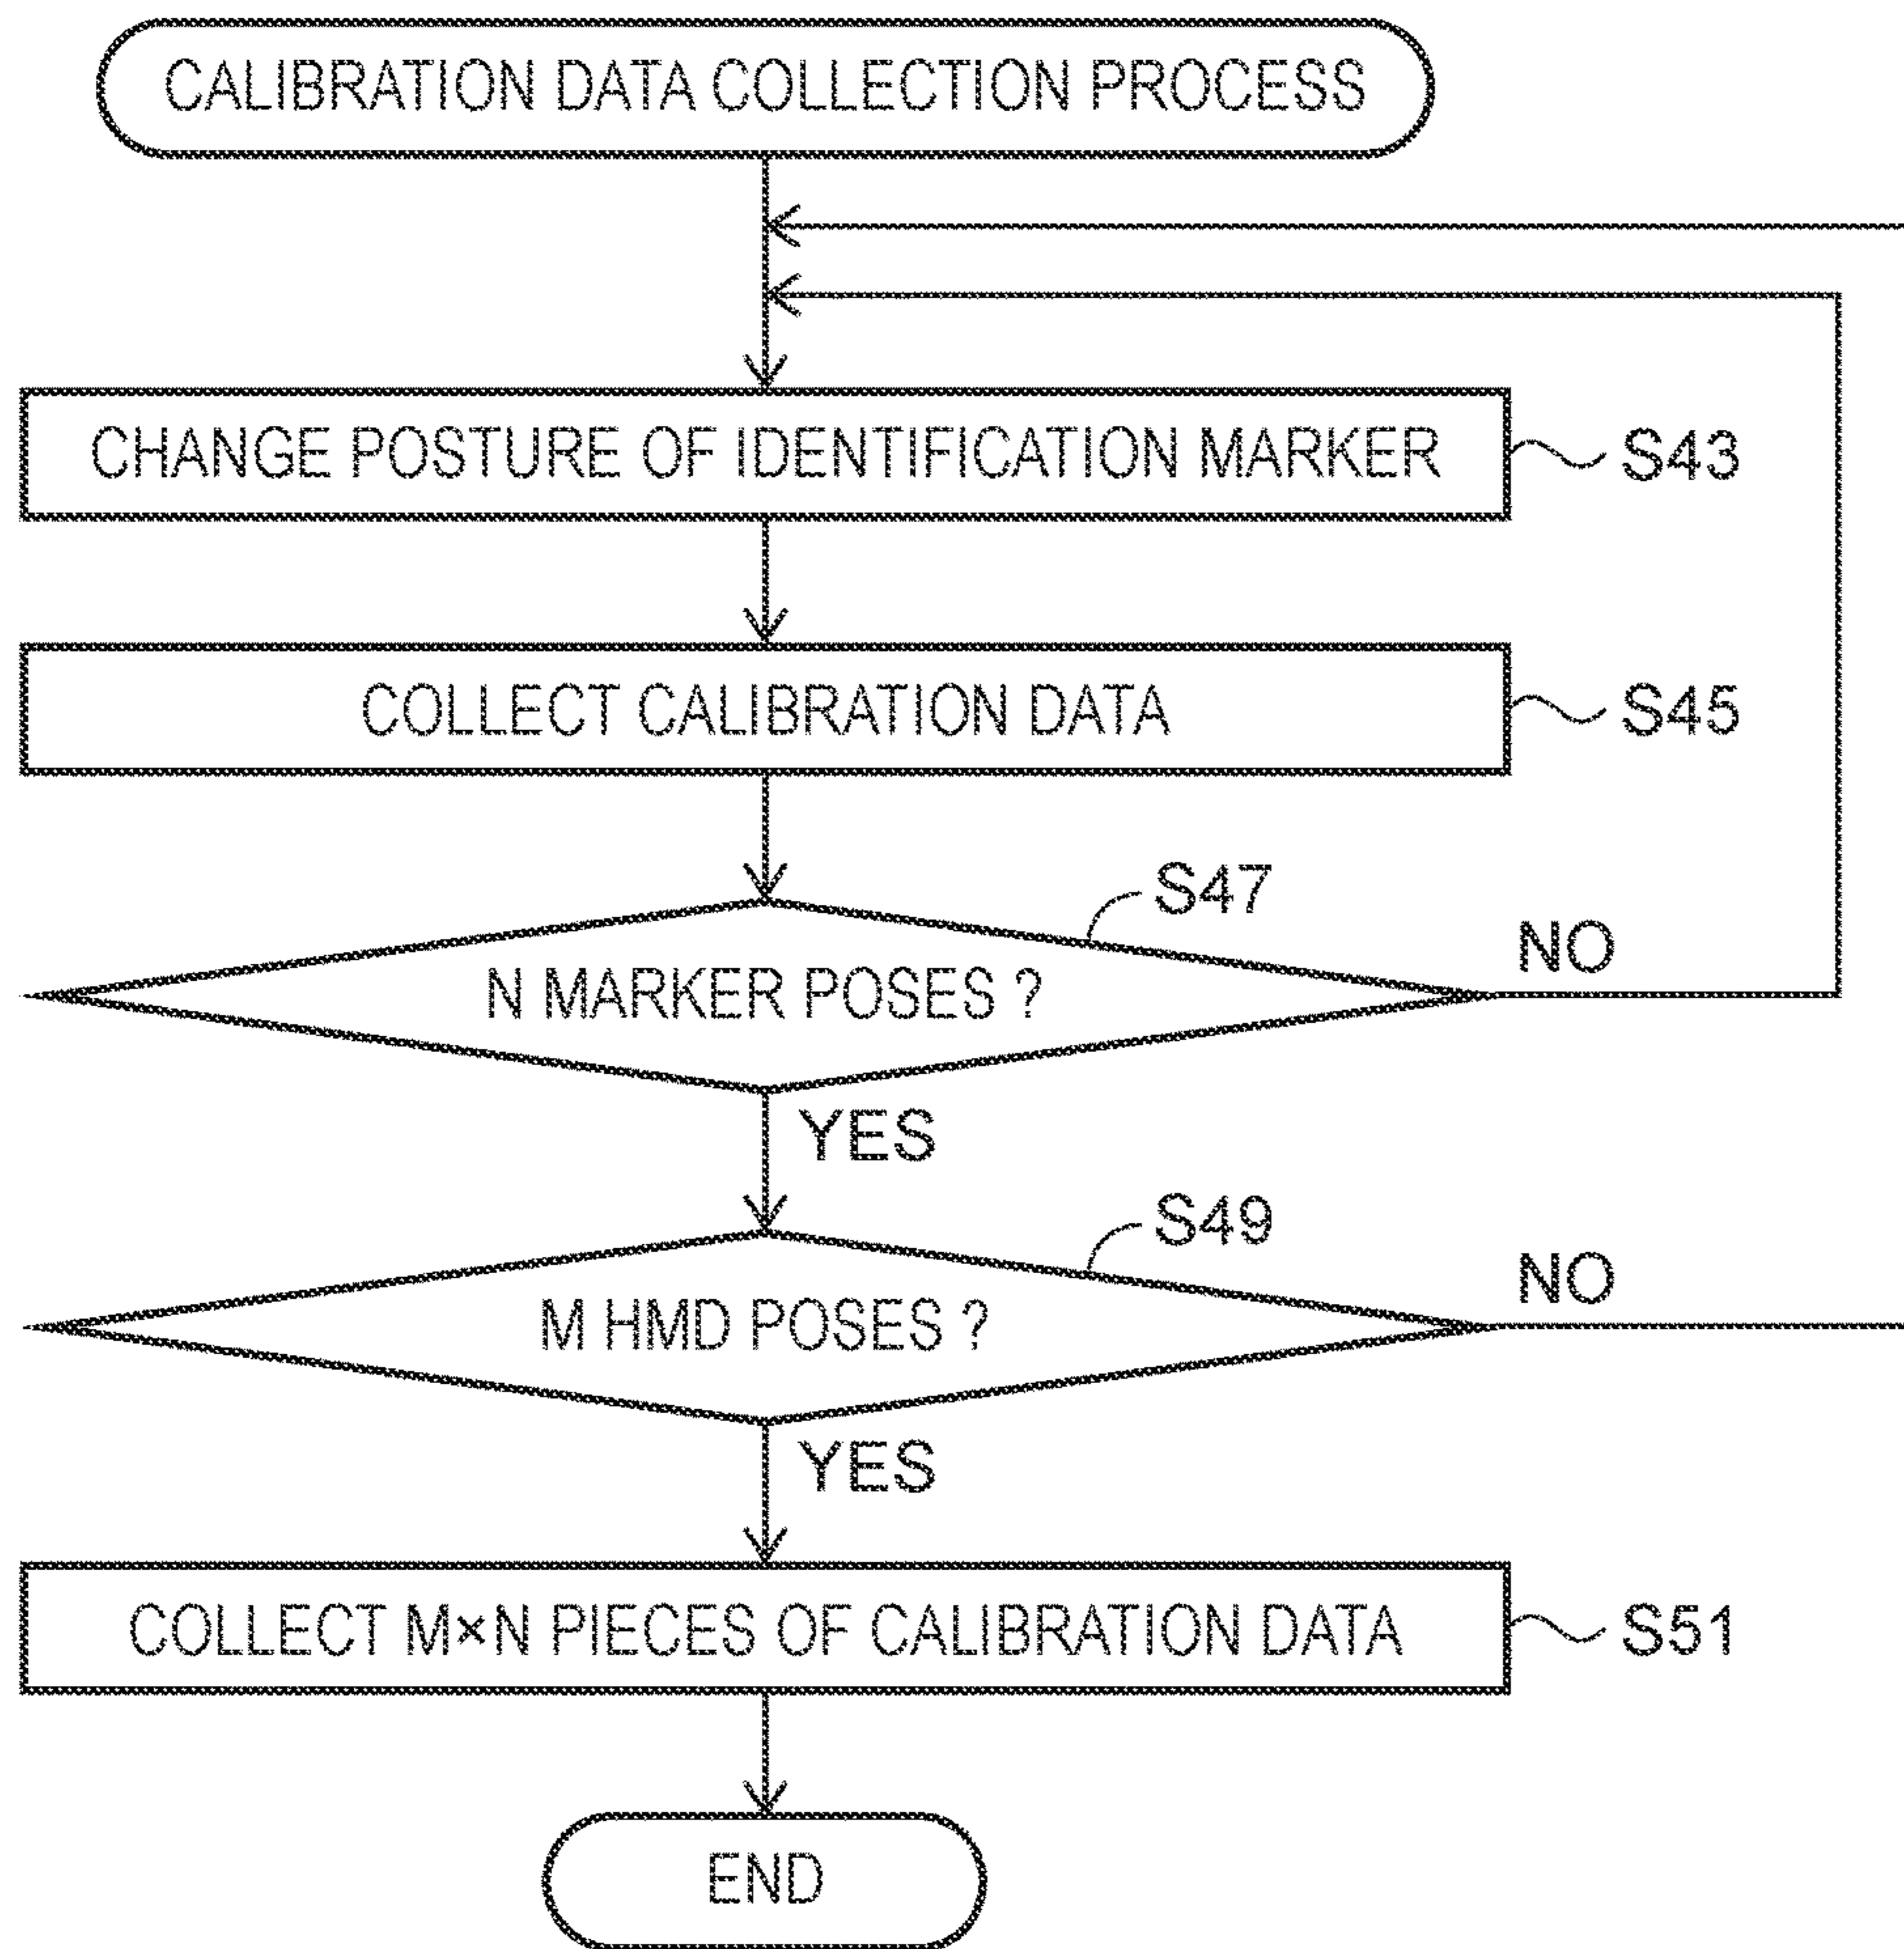 CALIBRATION DATA COLLECTION PROCESS
CHANGE POSTURE OF IDENTIFICATION MARKER
S43
COLLECT CALIBRATION DATA
S45
S47
N MARKER POSES ?
NO
YES
S49
M HMD POSES ?
NO
YES
COLLECT M×N PIECES OF CALIBRATION DATA
S51
END